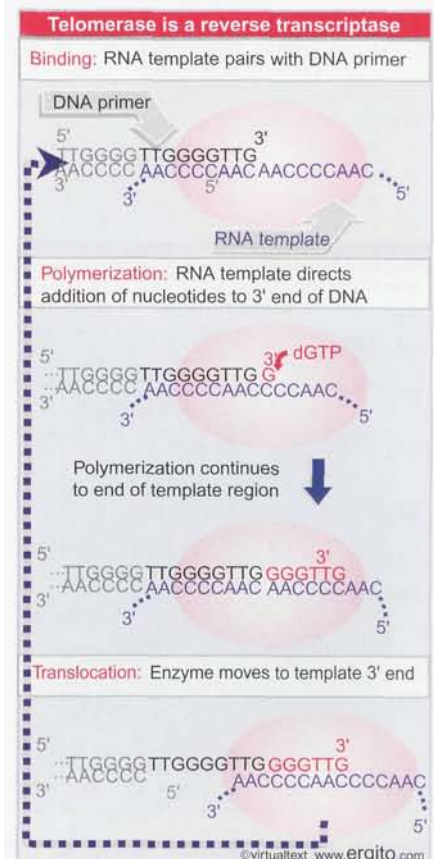 Telomerase is a reverse transcriptase
Binding: RNA template pairs with DNA primer
DNA primer
5' 3'
TTGGGGTTGGGGTTG
AACCCC AACCCCAAC AACCCCAAC
3' 3' 5' 5'
RNA template
Polymerization: RNA template directs
addition of nucleotides to 3' end of DNA
5' 3' dGTP
··TTGGGGTTGGGGTTG G
··AACCCC AACCCCAACCCCAAC
3' 3' 5'
Polymerization continues
to end of template region
5' 3'
··TTGGGGTTGGGGTTG GGGTTG
··AACCCC AACCCCAAC AACCCCAAC
3' 3' 5'
Translocation: Enzyme moves to template 3' end
5' 3'
··TTGGGGTTGGGGTTG GGGTTG
··AACCCC AACCCCAACCCCAAC
3' 5' 3' 5'
©virtualtext www.ergito.com